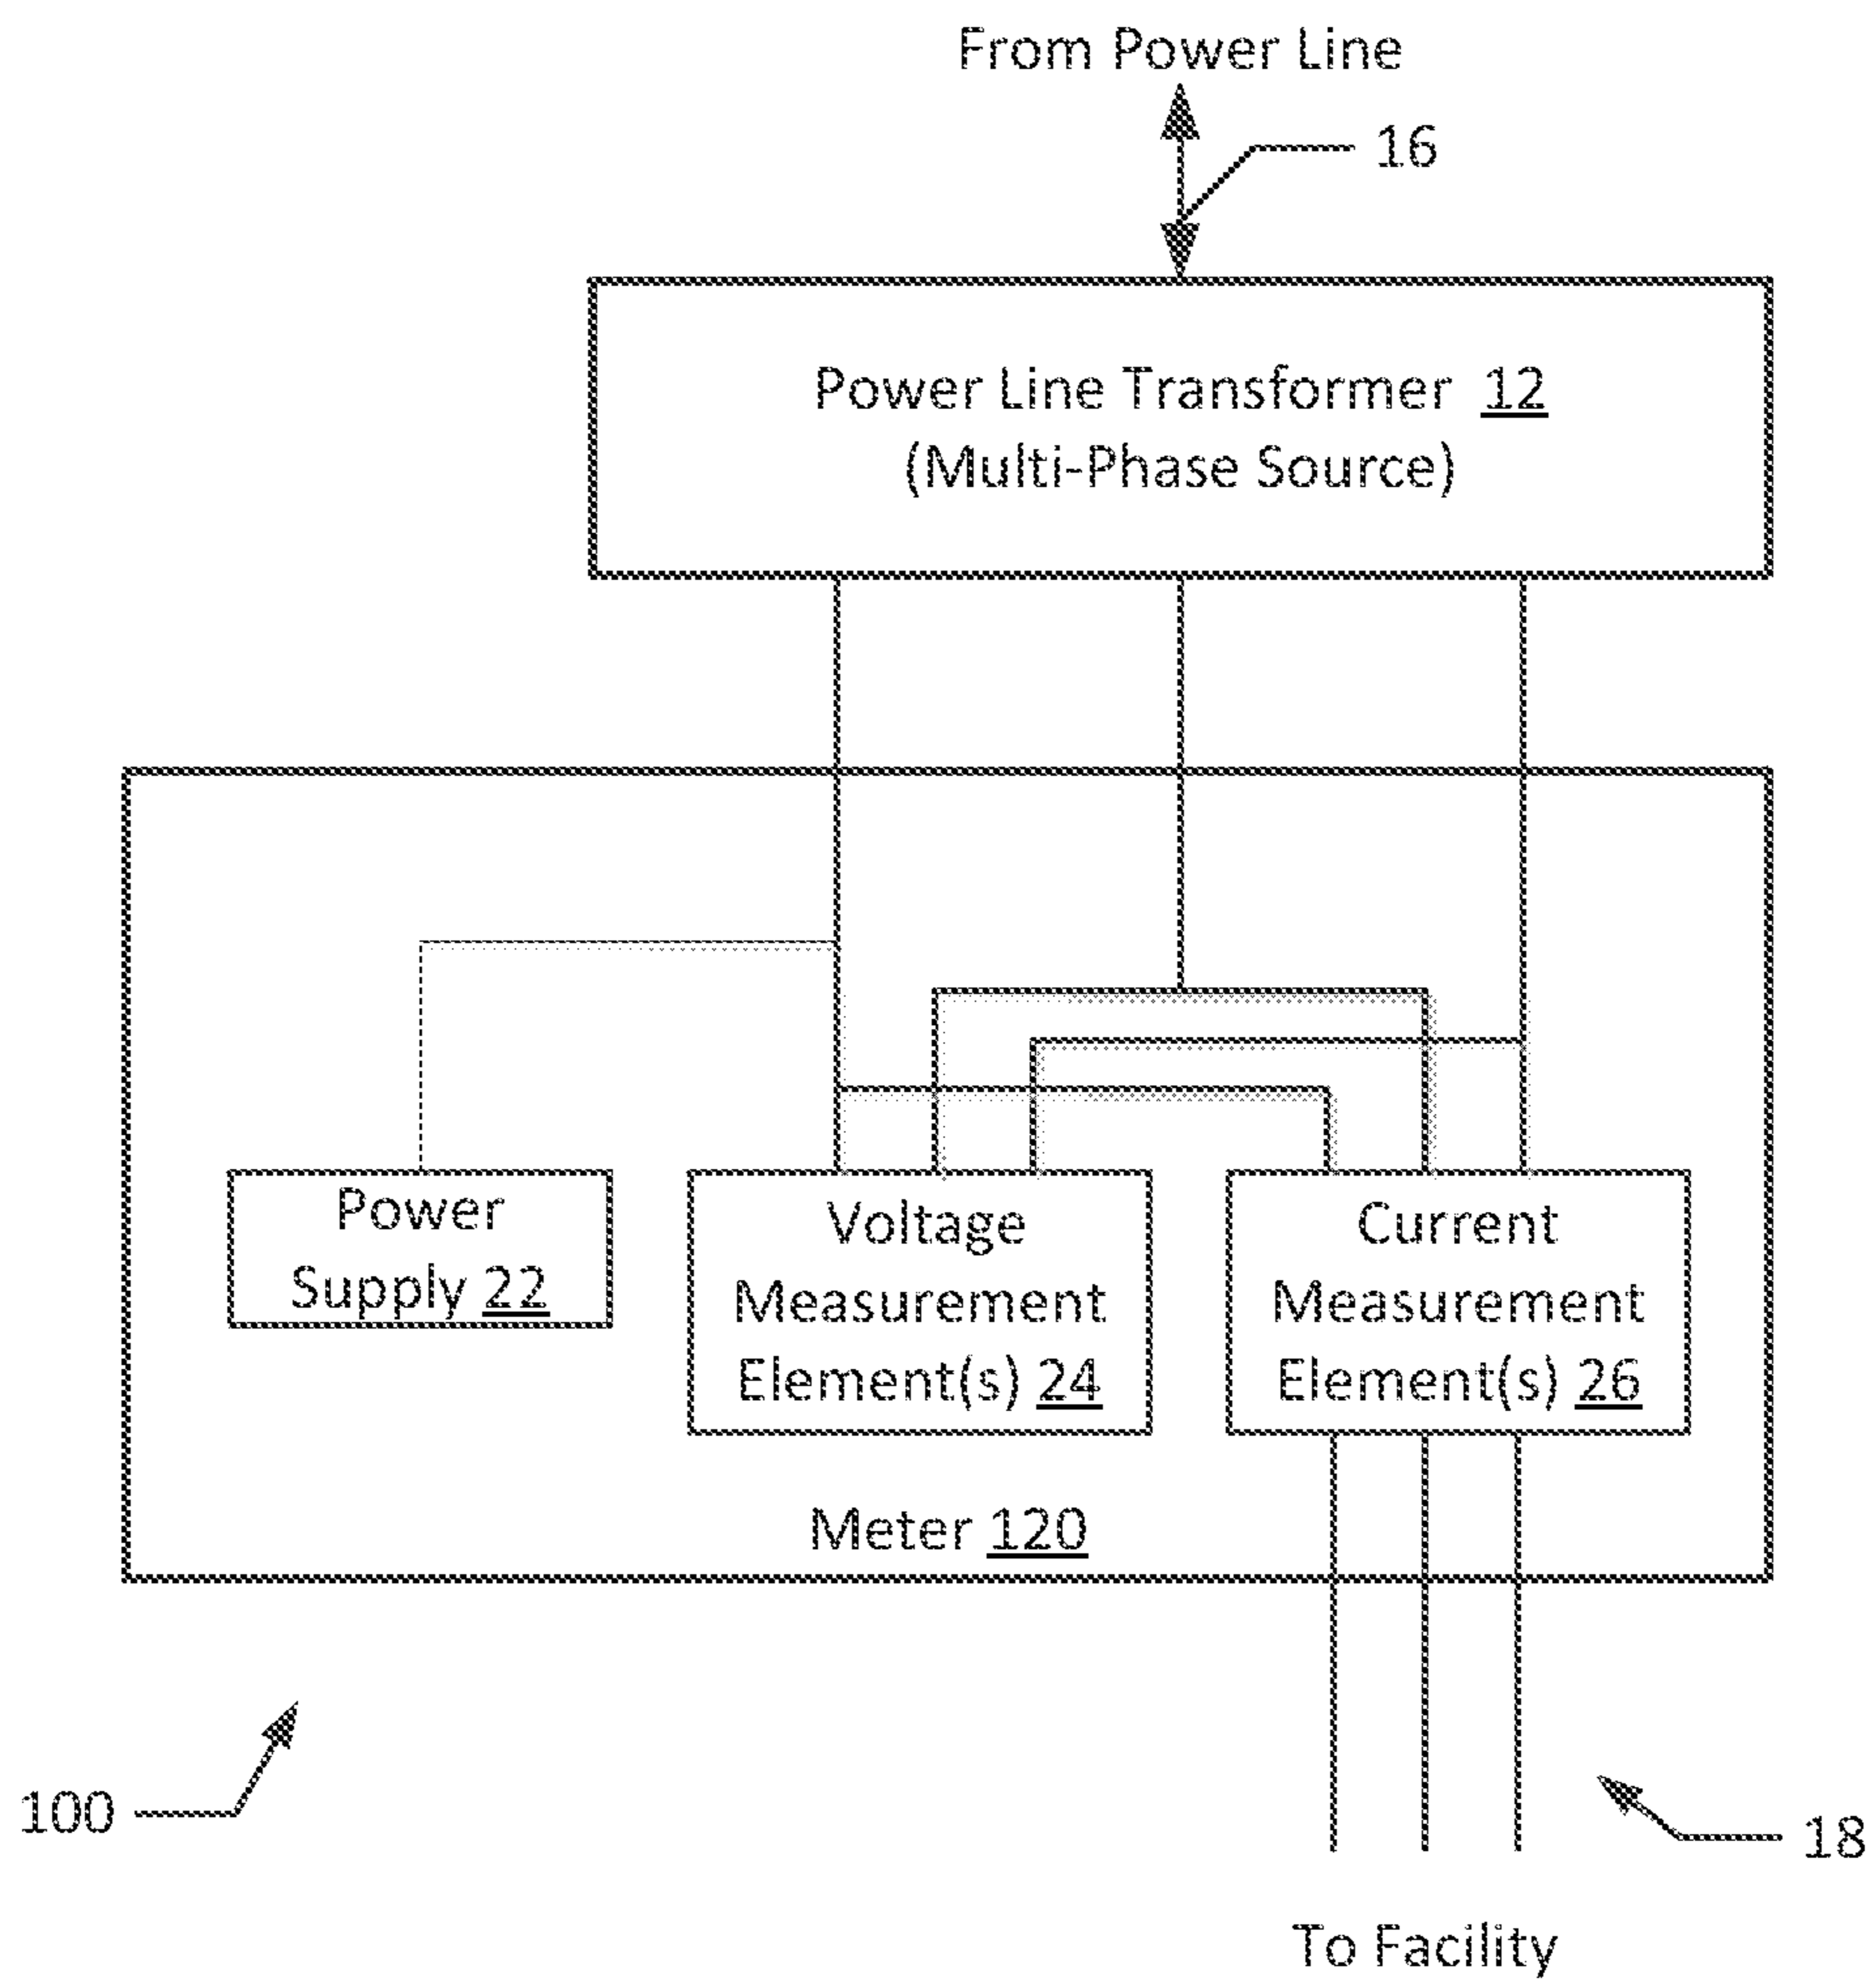 From Power Line
16
Power Line Transformer 12
(Multi-Phase Source)
Power
Supply 22
Voltage
Measurement
Element(s) 24
Current
Measurement
Element(s) 26
Meter 120
100
18
To Facility